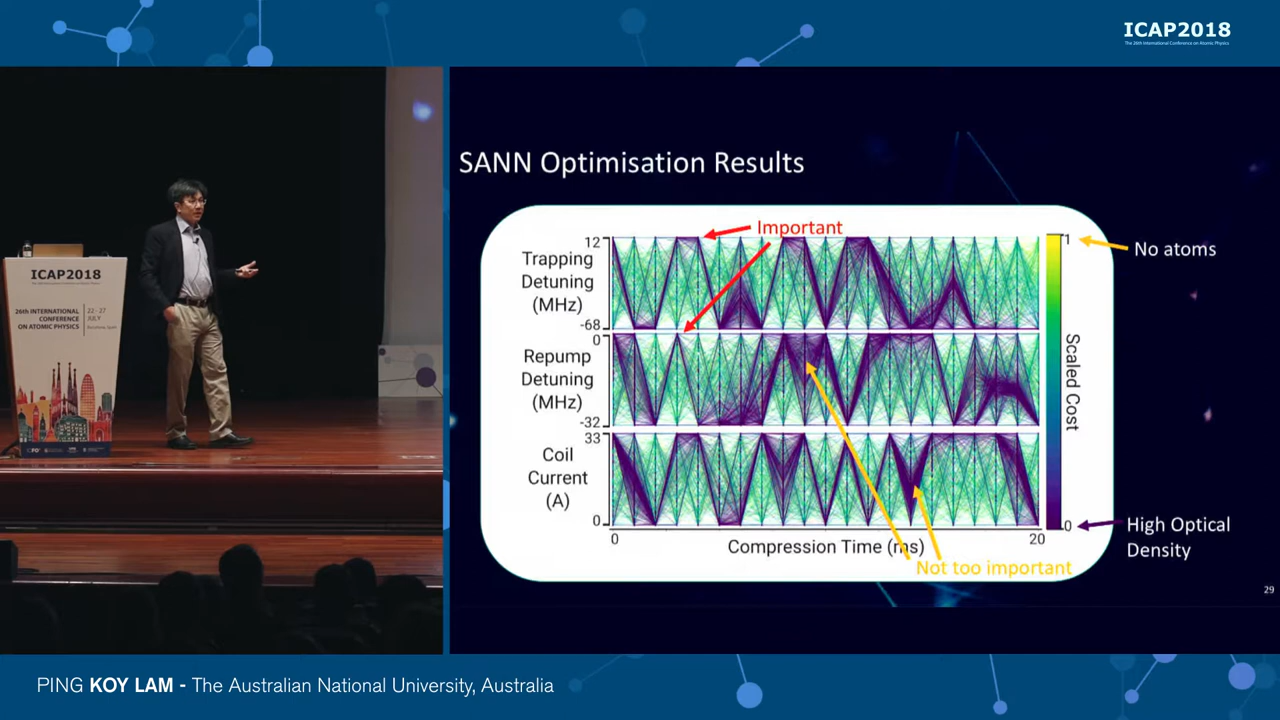 ICAP2018
The 26th International Conference on Atomic Physics
SANN Optimisation Results
Important
Trapping
Detuning
(MHz)
12
-68
Repump
Detuning
(MHz)
0
-32
Coil
Current
(A)
33
0
0
Compression Time (ms)
20
1
Scaled Cost
0
No atoms
High Optical
Density
Not too important
29
ICAP2018
26th INTERNATIONAL
CONFERENCE
ON ATOMIC PHYSICS
22 - 27
JULY
Barcelona, Spain
PING KOY LAM - The Australian National University, Australia